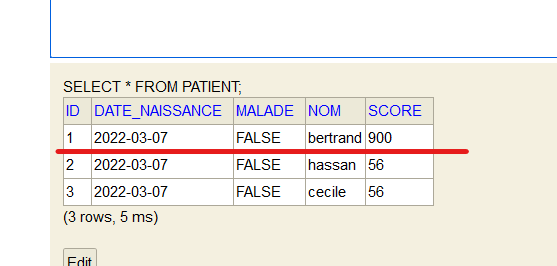 SELECT * FROM PATIENT;
ID DATE_NAISSANCE MALADE NOM SCORE
1 2022-03-07 FALSE bertrand 900
2 2022-03-07 FALSE hassan 56
3 2022-03-07 FALSE cecile 56
(3 rows, 5 ms)
Edit